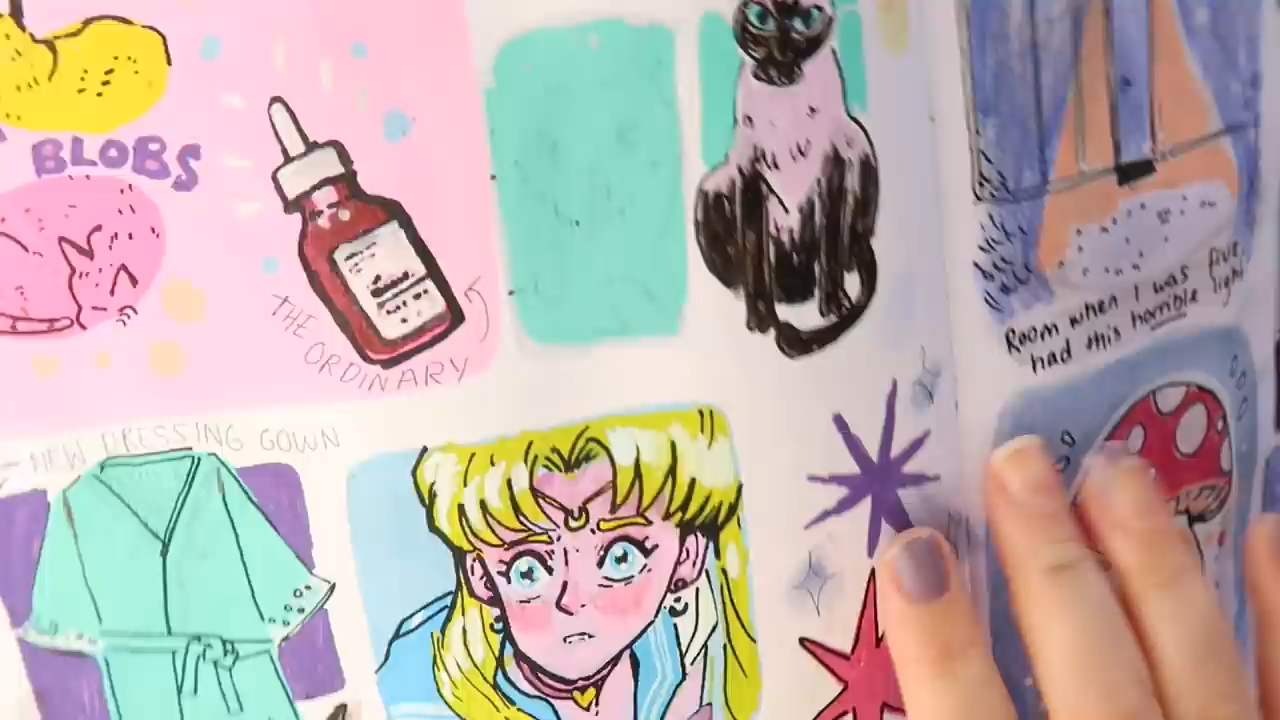 BLOBS
THE
ORDINARY
Room when I was five
had this horrible light
NEW DRESSING GOWN